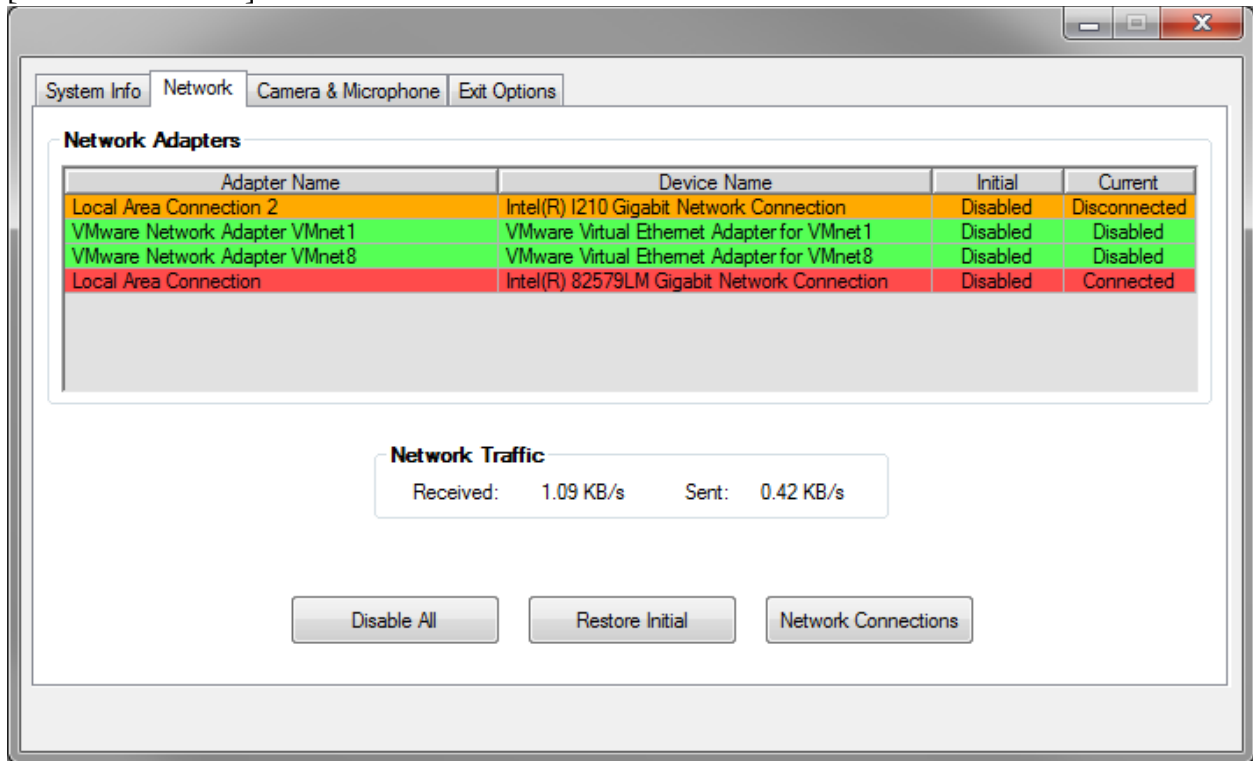 System Info Network Camera & Microphone Exit Options
Network Adapters
Adapter Name Device Name Initial Current
Local Area Connection 2 Intel(R) I210 Gigabit Network Connection Disabled Disconnected
VMware Network Adapter VMnet1 VMware Virtual Ethernet Adapter for VMnet1 Disabled Disabled
VMware Network Adapter VMnet8 VMware Virtual Ethernet Adapter for VMnet8 Disabled Disabled
Local Area Connection Intel(R) 82579LM Gigabit Network Connection Disabled Connected
Network Traffic
Received: 1.09 KB/s Sent: 0.42 KB/s
Disable All Restore Initial Network Connections